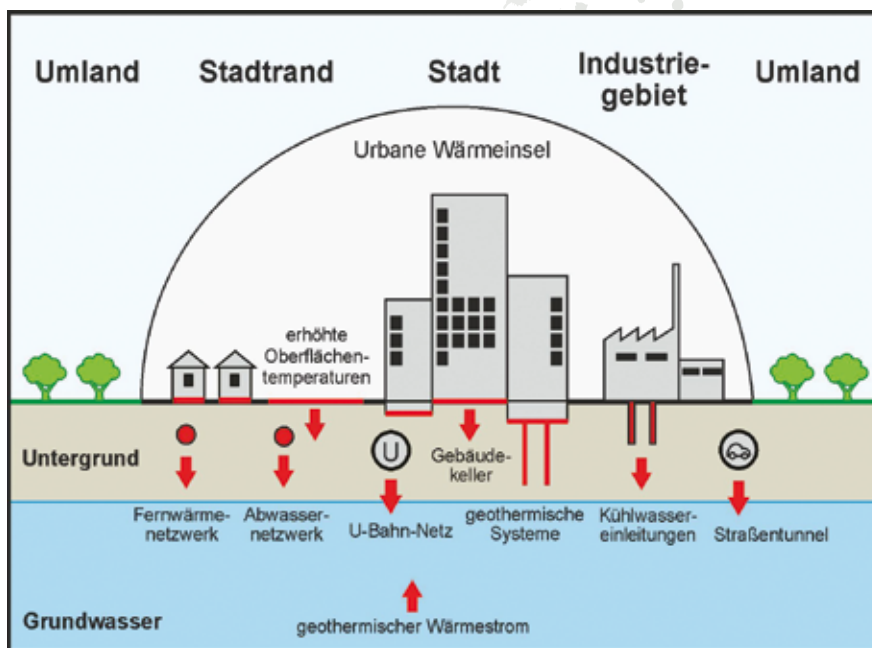 Umland
Stadtrand
Stadt
Industrie-
gebiet
Umland
Urbane Wärmeinsel
erhöhte
Oberflächen-
temperaturen
Untergrund
U
Gebäude-
keller
Fernwärme-
netzwerk
Abwasser-
netzwerk
U-Bahn-Netz
geothermische
Systeme
Kühlwasser-
einleitungen
Straßentunnel
Grundwasser
geothermischer Wärmestrom